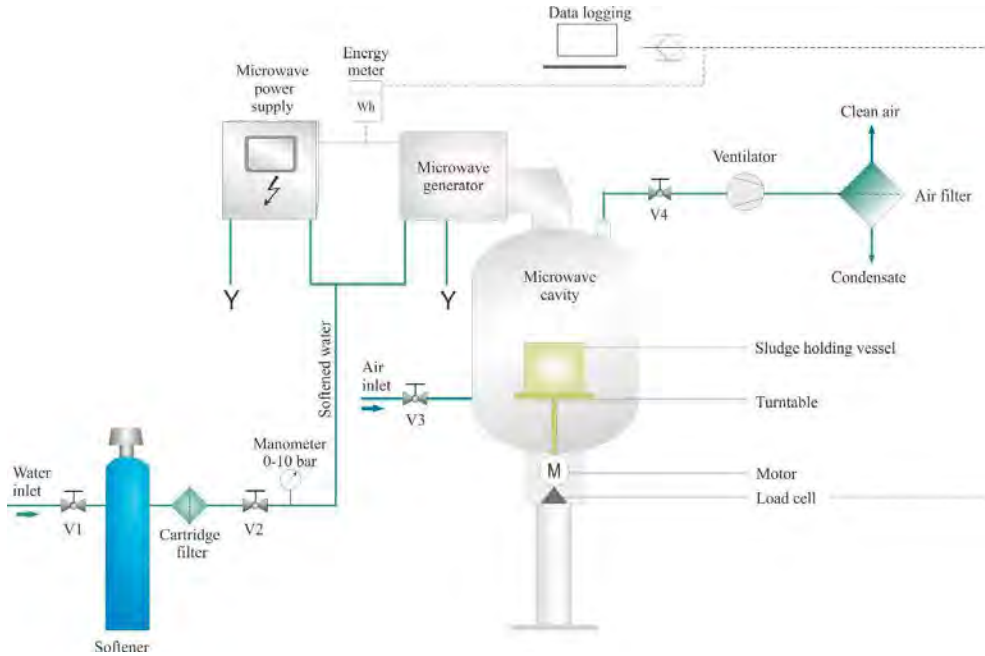 Data logging
Energy
meter
Wh
Microwave
power
supply
Microwave
generator
Clean air
Ventilator
V4
Air filter
Condensate
Y
Y
Microwave
cavity
Softened water
Air
inlet
V3
Sludge holding vessel
Turntable
Manometer
0-10 bar
M
Motor
Load cell
Water
inlet
V1
Cartridge
filter
V2
Softener